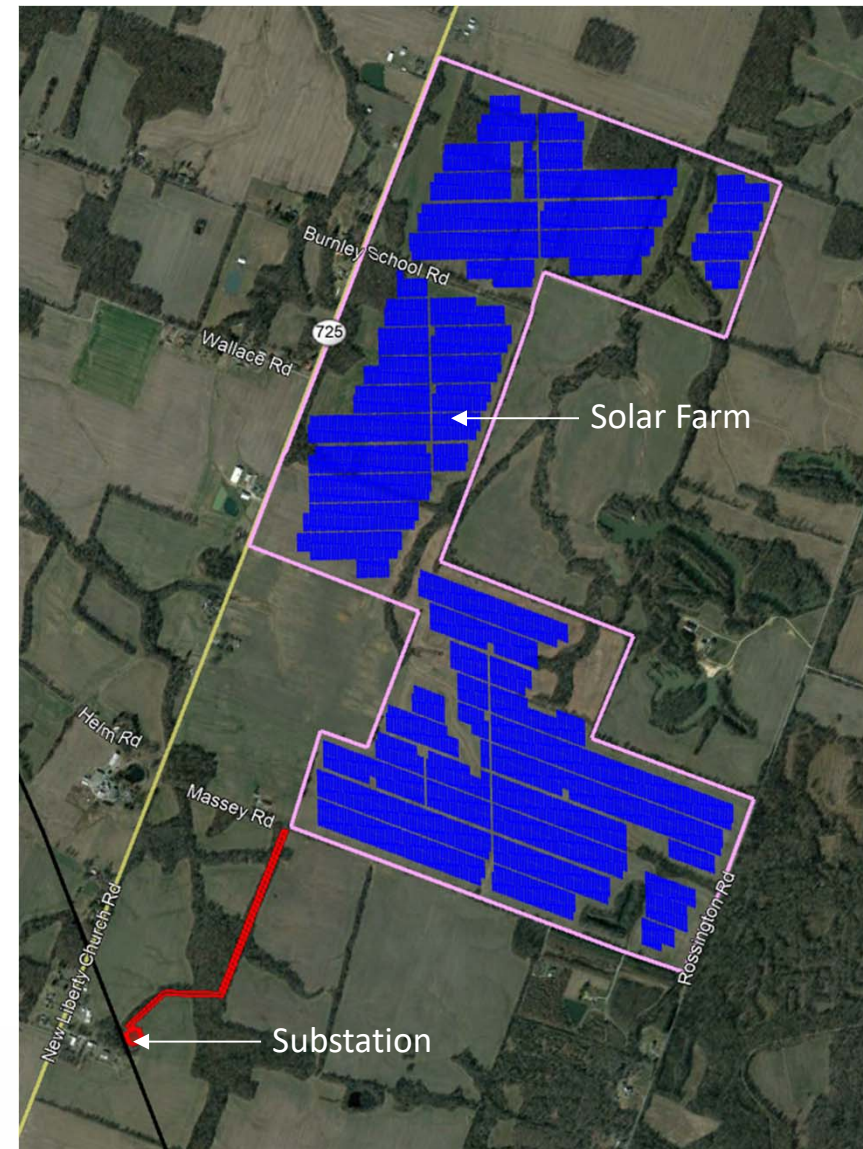 Burnley School Rd
725
Wallace Rd
Solar Farm
Helm Rd
Massey Rd
New Liberty Church Rd
Rossington Rd
Substation